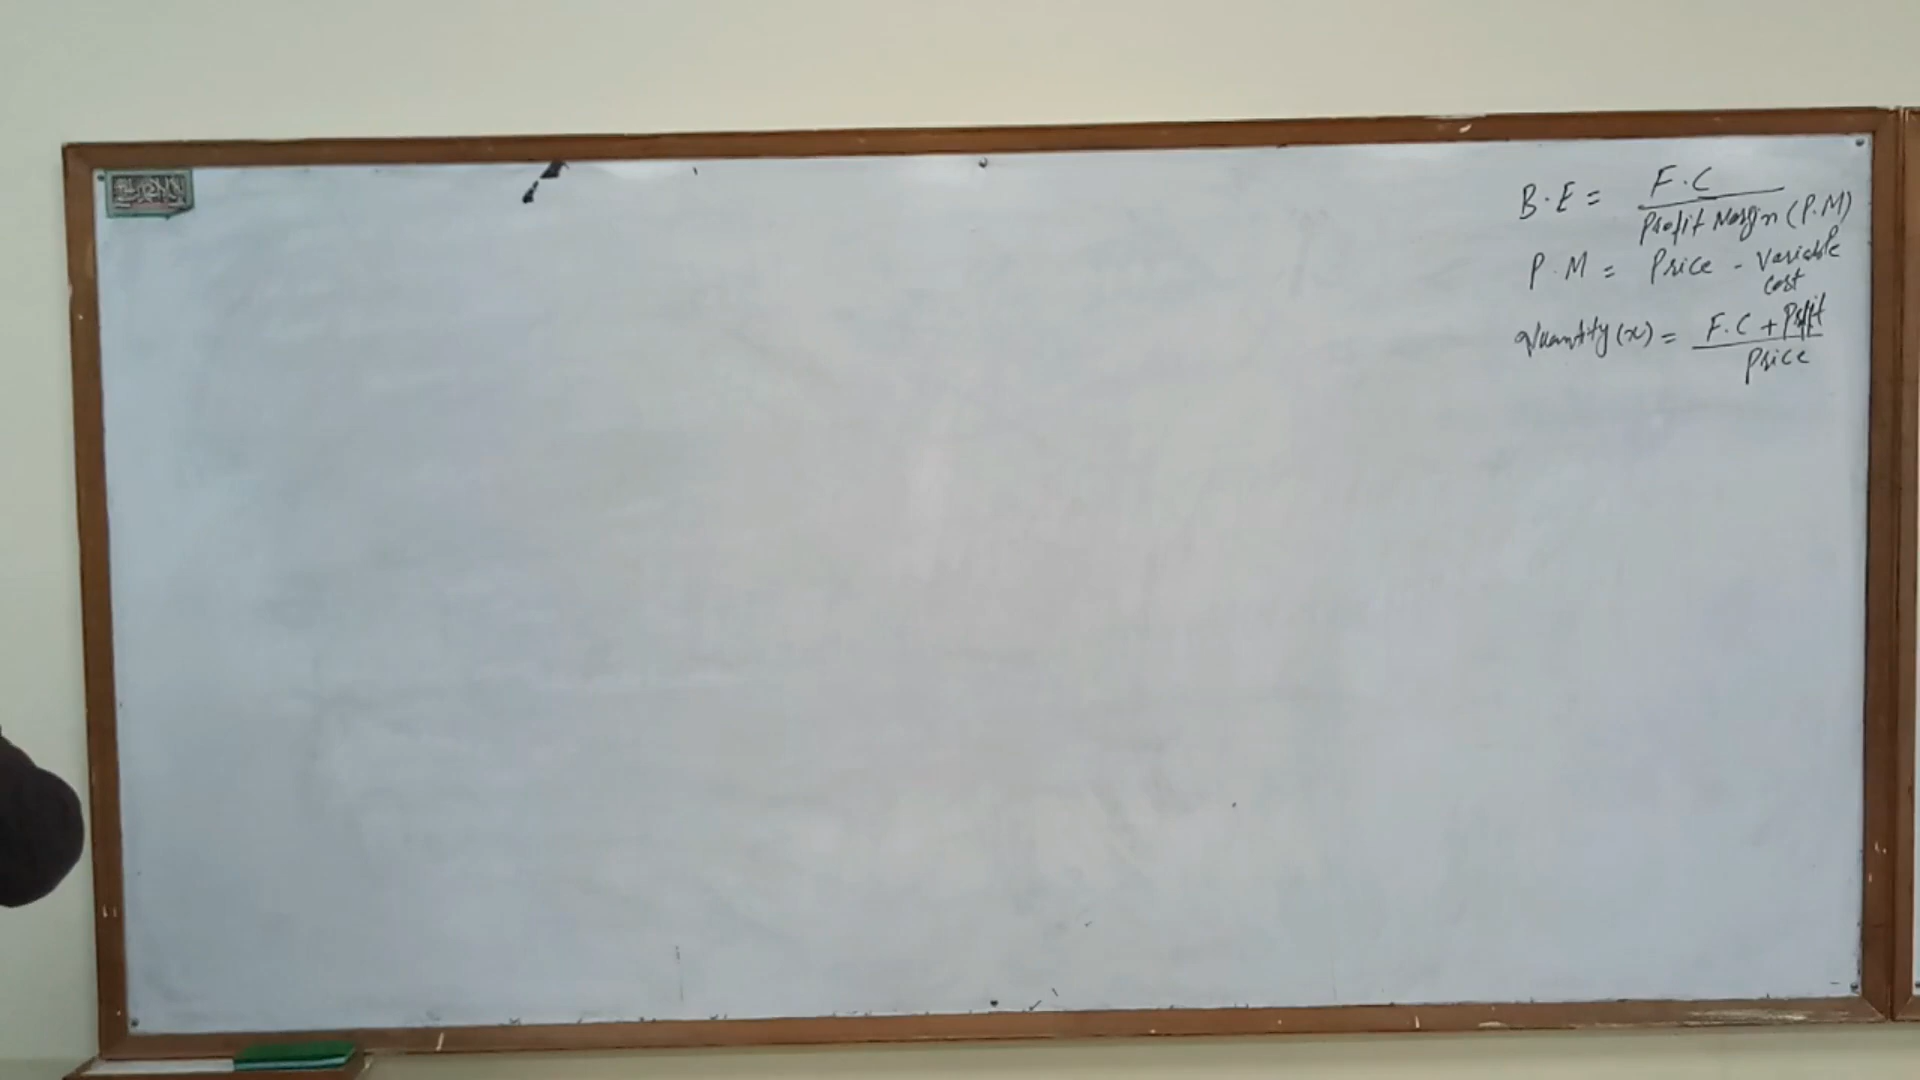 B.E = F.C / Profit Margin (P.M)
P.M = Price - Variable cost
Quantity (x) = F.C + Profit / Price